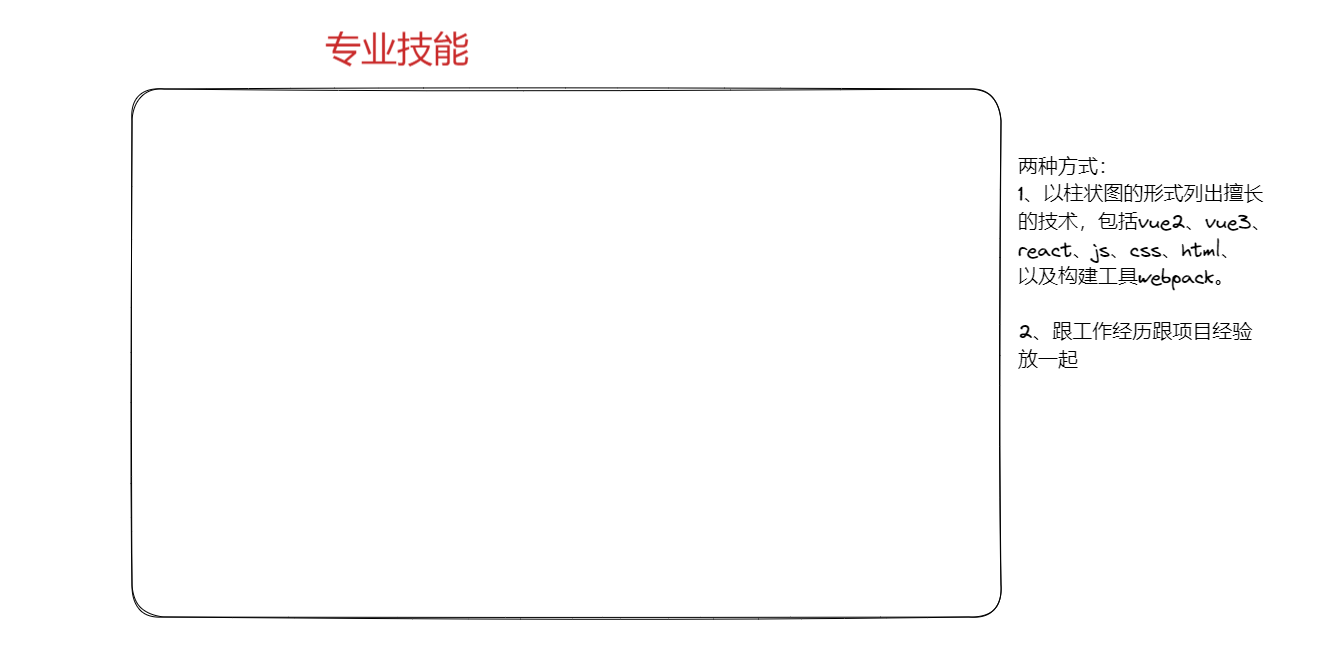 专业技能
两种方式：
1、以柱状图的形式列出擅长
的技术，包括vue2、vue3、
react、js、css、html、
以及构建工具webpack。
2、跟工作经历跟项目经验
放一起